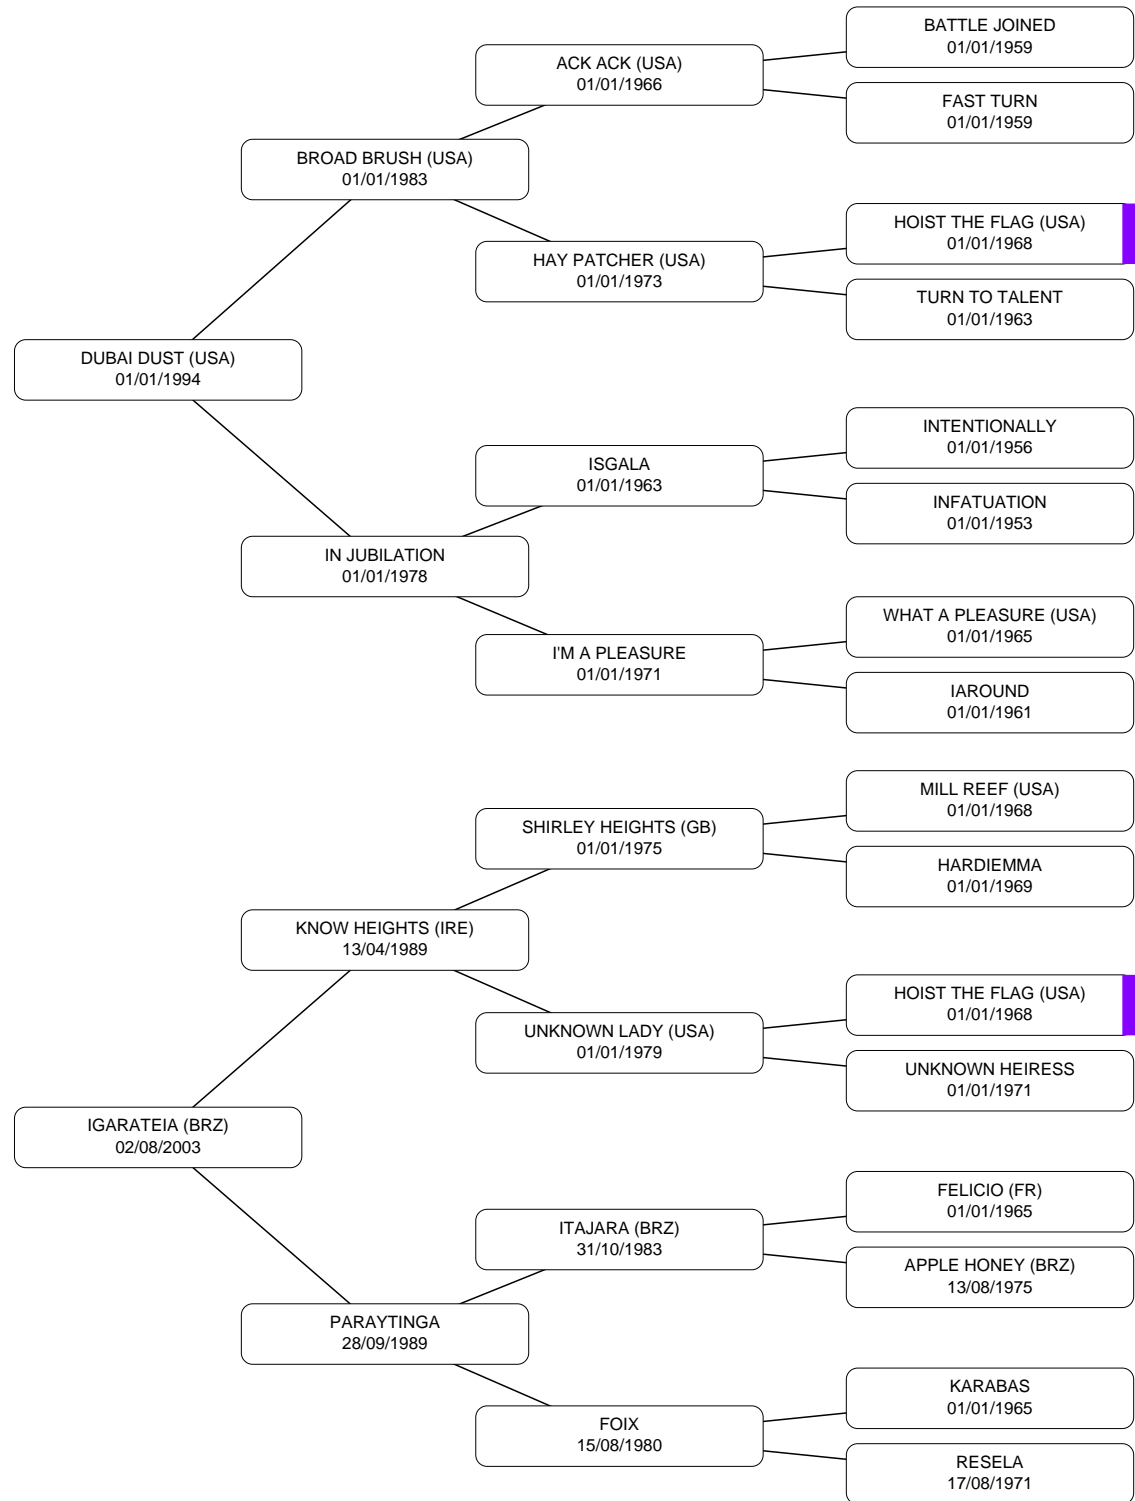 BATTLE JOINED
01/01/1959
ACK ACK (USA)
01/01/1966
FAST TURN
01/01/1959
BROAD BRUSH (USA)
01/01/1983
HOIST THE FLAG (USA)
01/01/1968
HAY PATCHER (USA)
01/01/1973
TURN TO TALENT
01/01/1963
DUBAI DUST (USA)
01/01/1994
INTENTIONALLY
01/01/1956
ISGALA
01/01/1963
INFATUATION
01/01/1953
IN JUBILATION
01/01/1978
WHAT A PLEASURE (USA)
01/01/1965
I'M A PLEASURE
01/01/1971
IAROUND
01/01/1961
MILL REEF (USA)
01/01/1968
SHIRLEY HEIGHTS (GB)
01/01/1975
HARDIEMMA
01/01/1969
KNOW HEIGHTS (IRE)
13/04/1989
HOIST THE FLAG (USA)
01/01/1968
UNKNOWN LADY (USA)
01/01/1979
UNKNOWN HEIRESS
01/01/1971
IGARATEIA (BRZ)
02/08/2003
FELICIO (FR)
01/01/1965
ITAJARA (BRZ)
31/10/1983
APPLE HONEY (BRZ)
13/08/1975
PARAYTINGA
28/09/1989
KARABAS
01/01/1965
FOIX
15/08/1980
RESELA
17/08/1971